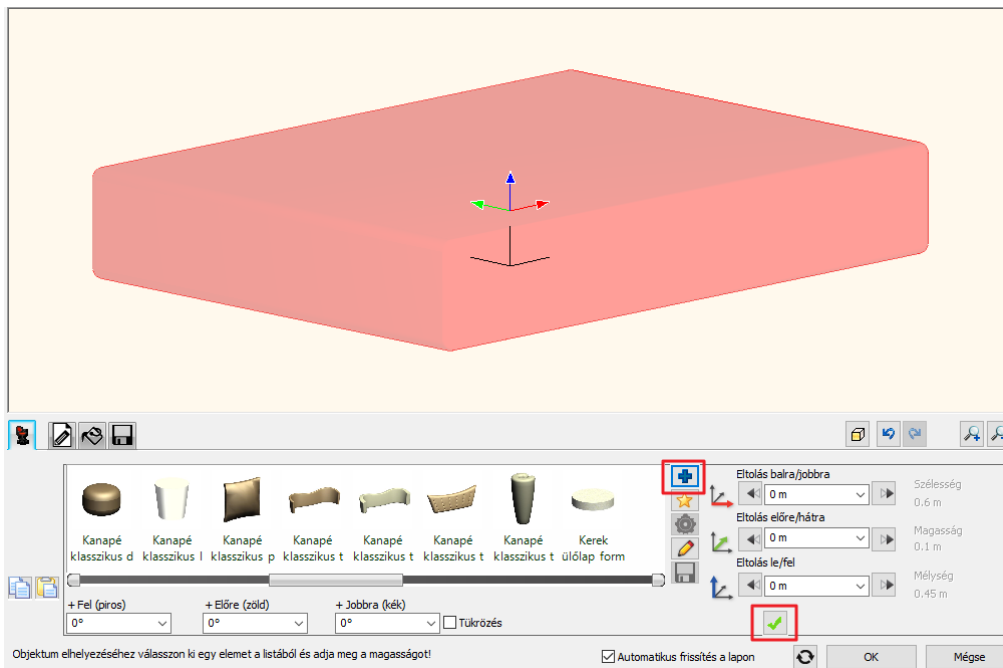 Eltolás balra/jobbra
0 m
Szélesség
0.6 m
Eltolás előre/hátra
0 m
Magasság
0.1 m
Eltolás le/fel
0 m
Mélység
0.45 m
Kanapé Kanapé Kanapé Kanapé Kanapé Kanapé Kanapé Kerek
klasszikus d klasszikus l klasszikus p klasszikus t klasszikus t klasszikus t klasszikus t ülőlap form
+ Fel (piros) + Előre (zöld) + Jobbra (kék)
0° 0° 0° Tükrözés
Objektum elhelyezéséhez válasszon ki egy elemet a listából és adja meg a magasságot! Automatikus frissítés a lapon OK Mégse